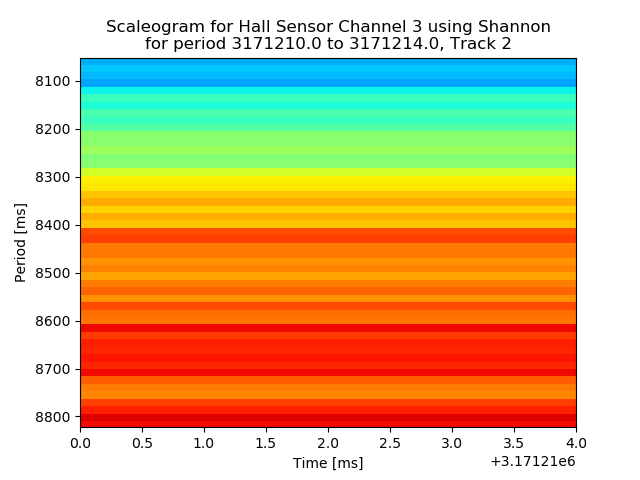 Scaleogram for Hall Sensor Channel 3 using Shannon
for period 3171210.0 to 3171214.0, Track 2
8100
8200
8300
8400
8500
8600
8700
8800
Period [ms]
0.0 0.5 1.0 1.5 2.0 2.5 3.0 3.5 4.0
Time [ms]
+3.17121e6